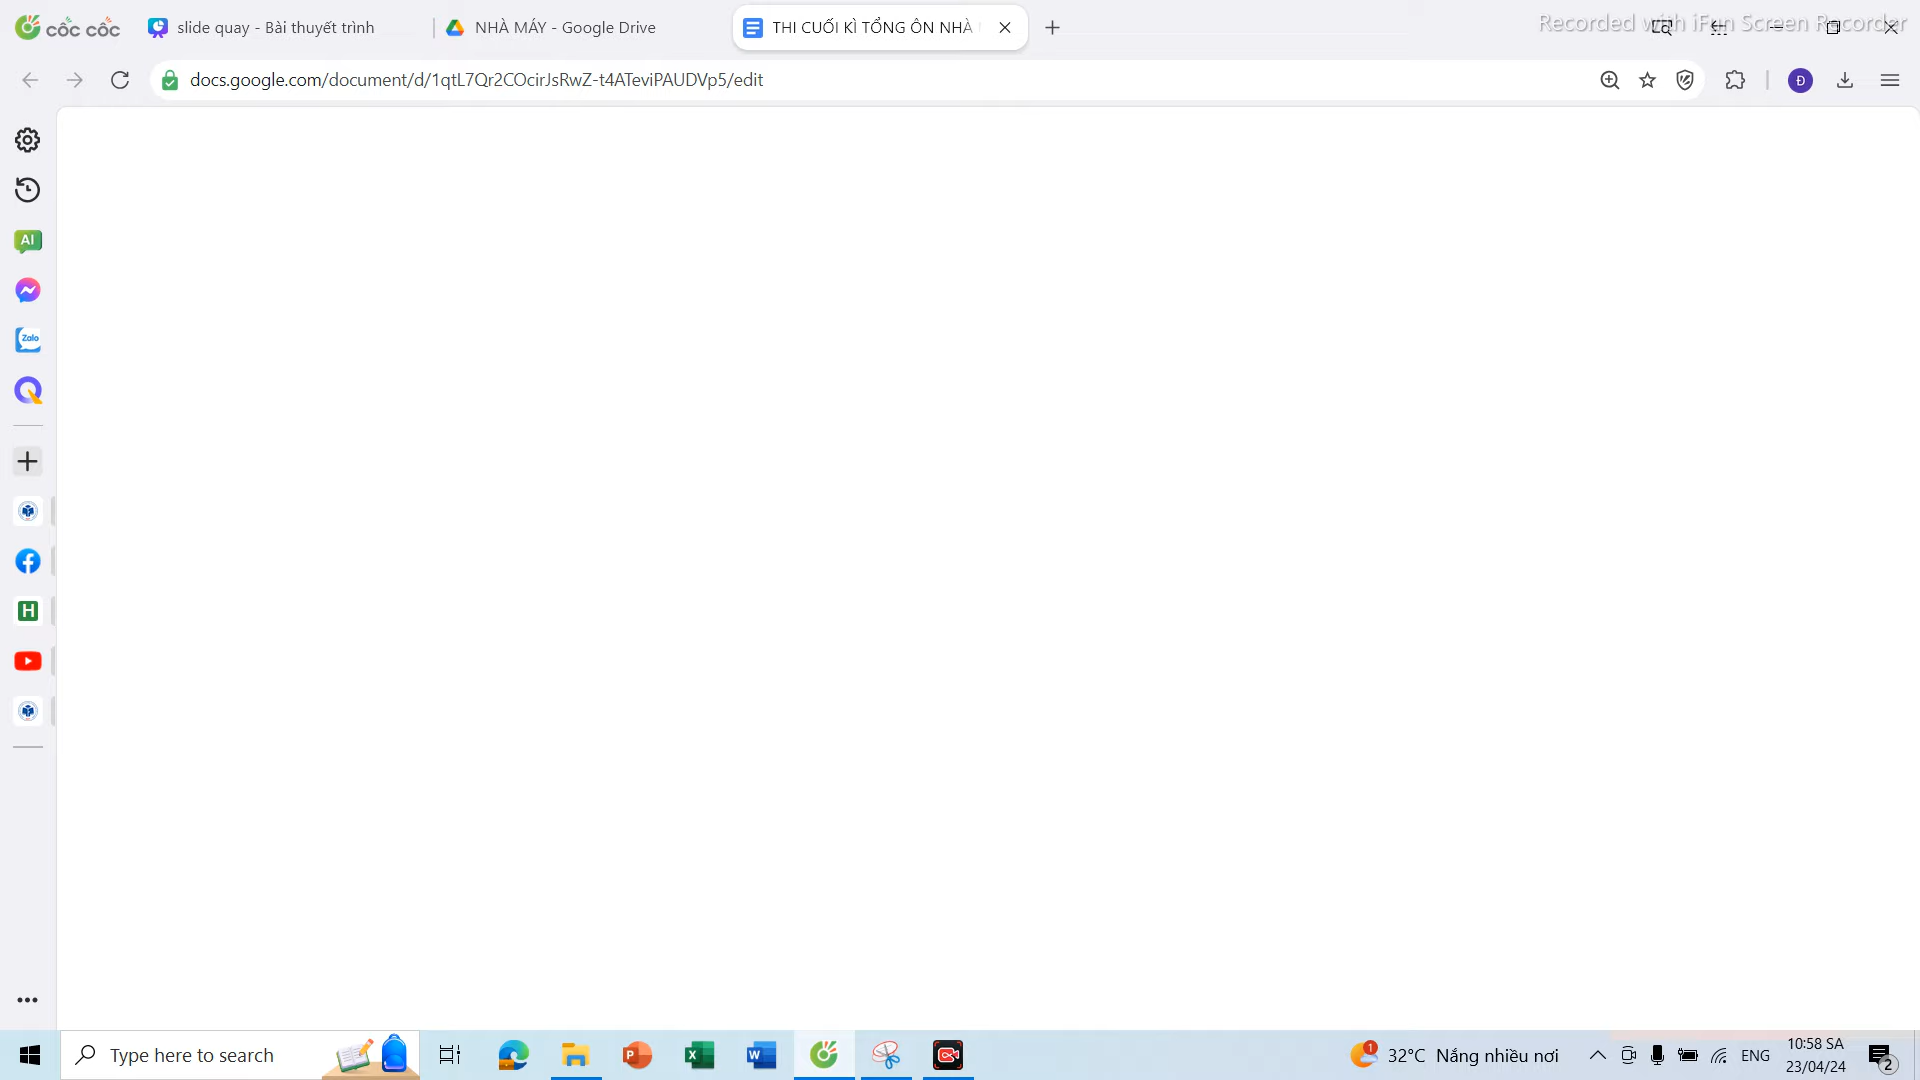 cốc cốc
slide quay - Bài thuyết trình
NHÀ MÁY - Google Drive
THI CUỐI KÌ TỔNG ÔN NHÀ
Recorded with iFun Screen Recorder
docs.google.com/document/d/1qtL7Qr2COcirJsRwZ-t4ATeviPAUDVp5/edit
Đ
AI
Zalo
H
Type here to search
P
X
W
1
32°C Nắng nhiều nơi
ENG
10:58 SA
23/04/24
2